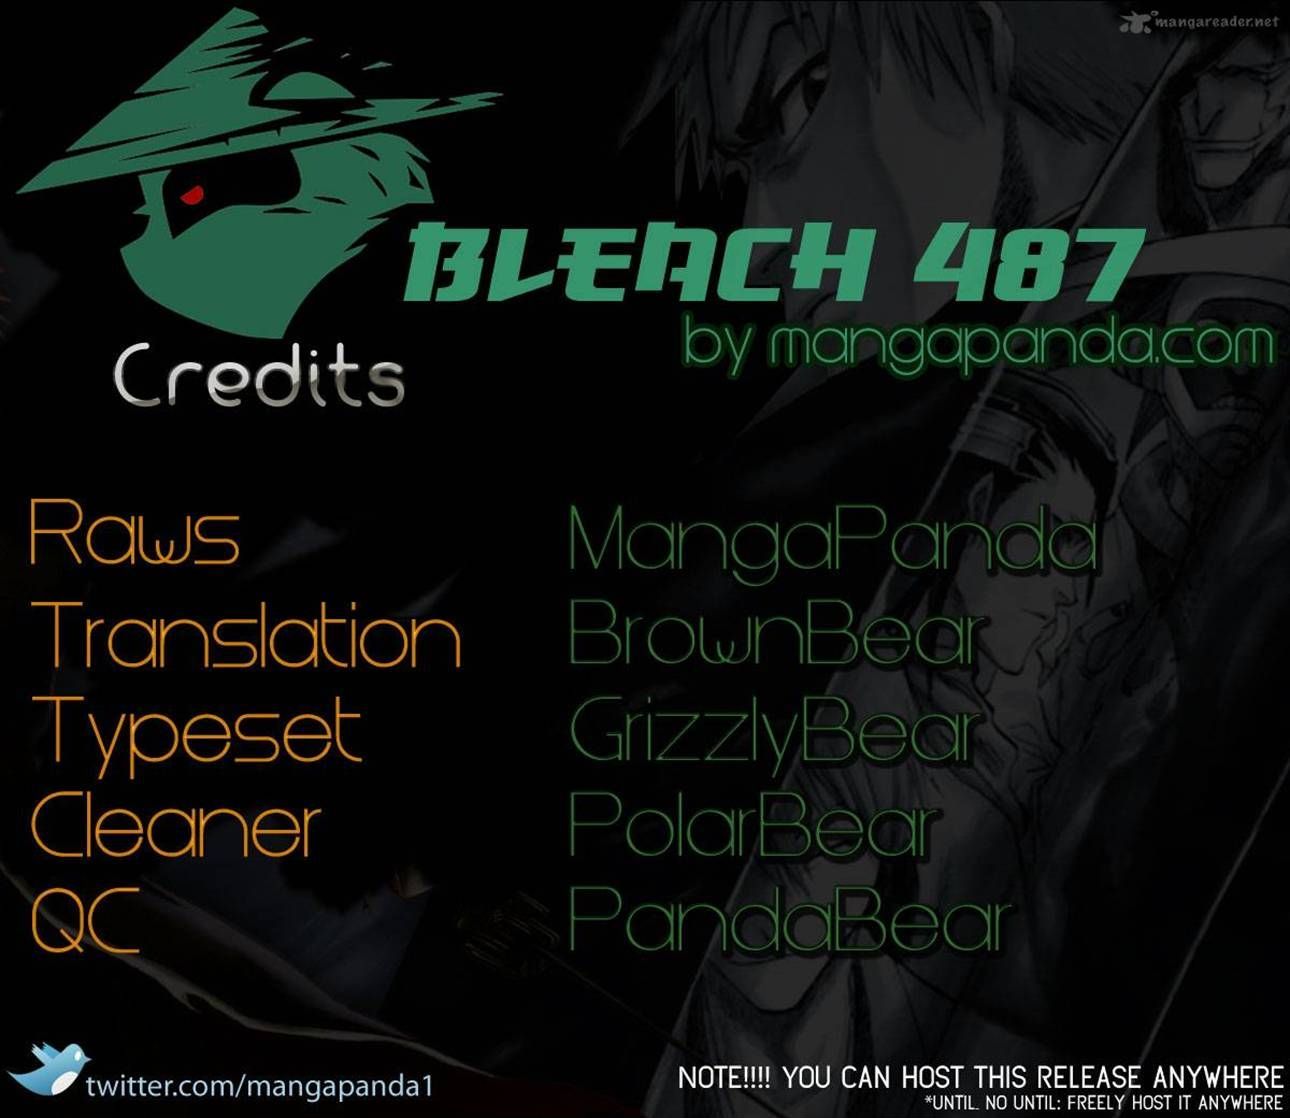 mangareader.net
BLEACH 487
by mangapanda.com
Credits
Raws MangaPanda
Translation BrownBear
Typeset GrizzlyBear
Cleaner PolarBear
QC PandaBear
twitter.com/mangapanda1
NOTE!!!! YOU CAN HOST THIS RELEASE ANYWHERE
*UNTIL. NO UNTIL: FREELY HOST IT ANYWHERE